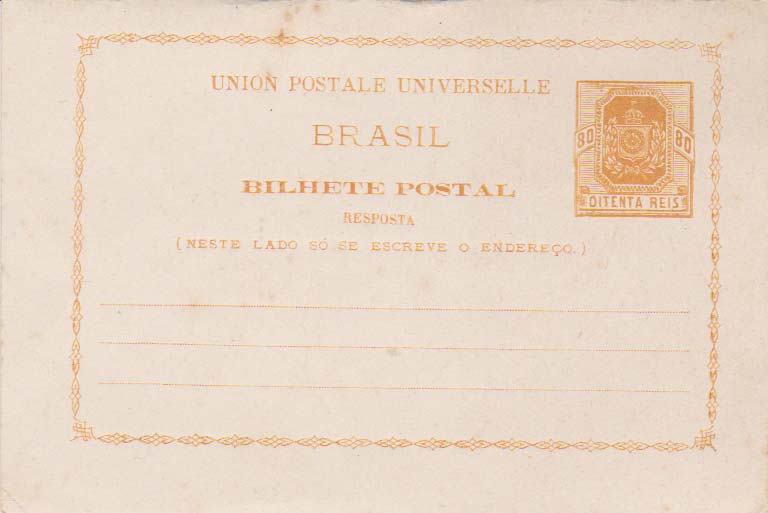 UNION POSTALE UNIVERSELLE
BRASIL
80 80
OITENTA REIS
BILHETE POSTAL
RESPOSTA
(NESTE LADO SÓ SE ESCREVE O ENDEREÇO.)